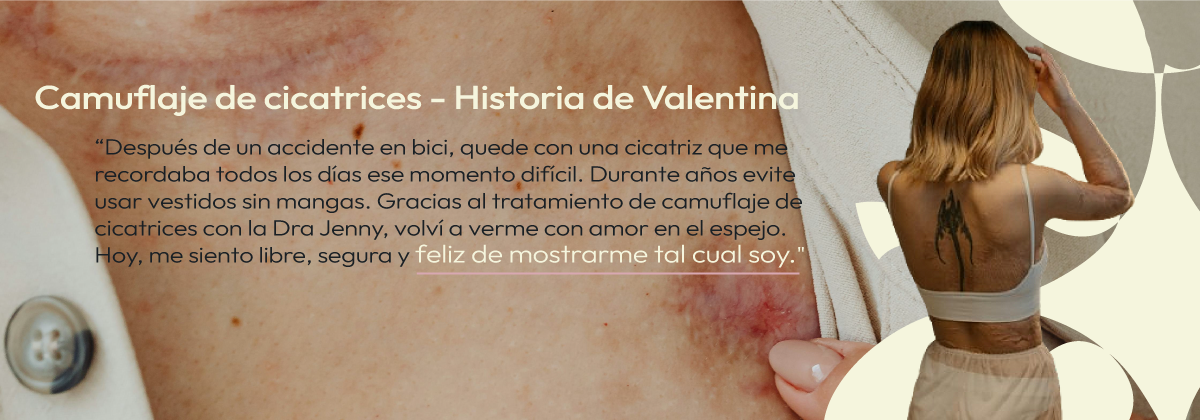 Camuflaje de cicatrices - Historia de Valentina
“Después de un accidente en bici, quede con una cicatriz que me
recordaba todos los días ese momento difícil. Durante años evite
usar vestidos sin mangas. Gracias al tratamiento de camuflaje de
cicatrices con la Dra Jenny, volví a verme con amor en el espejo.
Hoy, me siento libre, segura y feliz de mostrarme tal cual soy."